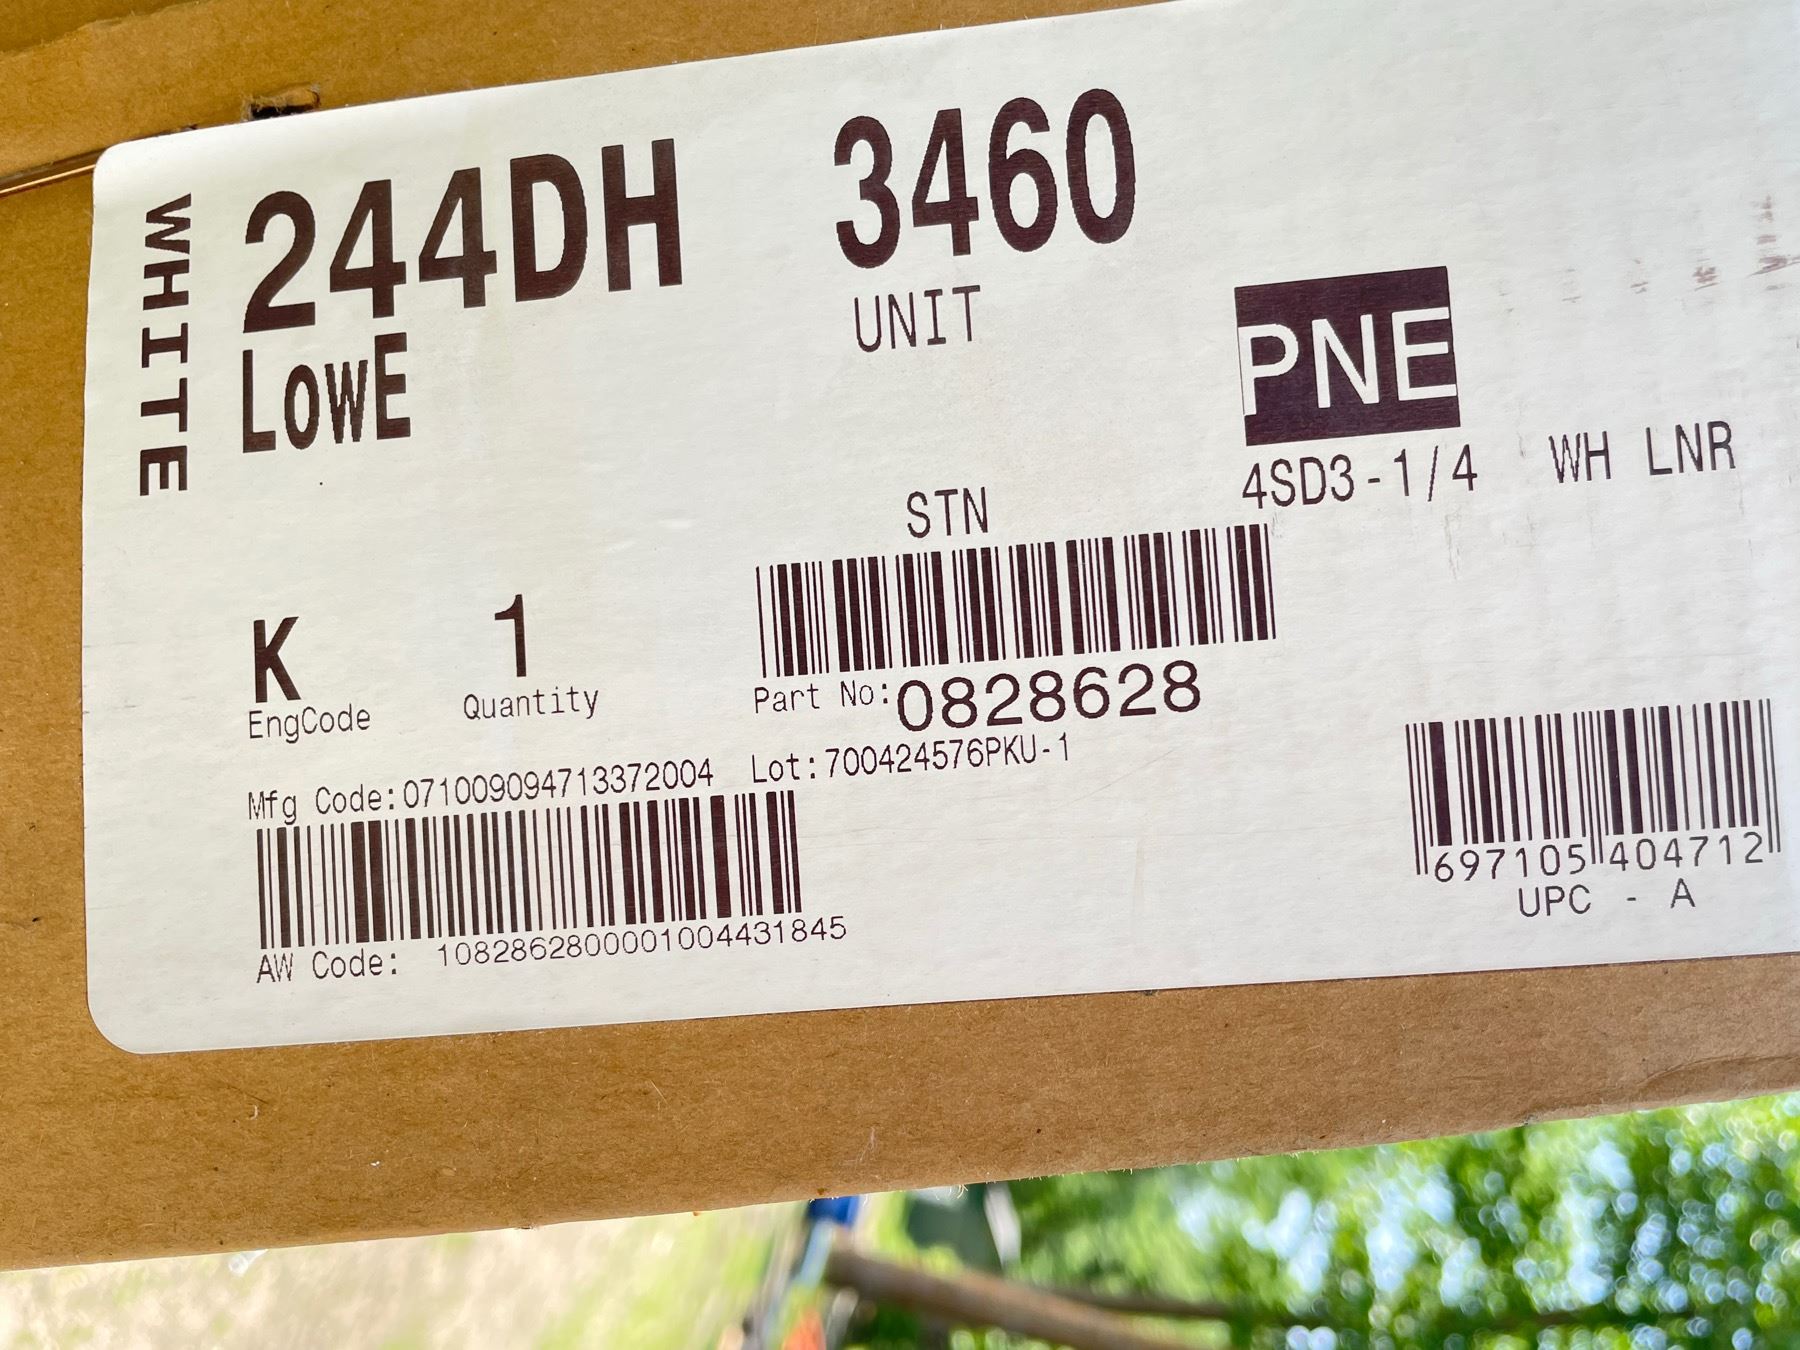 WHITE
244DH 3460
LowE UNIT
PNE
4SD3-1/4 WH LNR
STN
K 1
EngCode Quantity
Part No:0828628
Mfg Code:071009094713372004 Lot:700424576PKU-1
697105 404712
UPC - A
AW Code: 1082862800001004431845